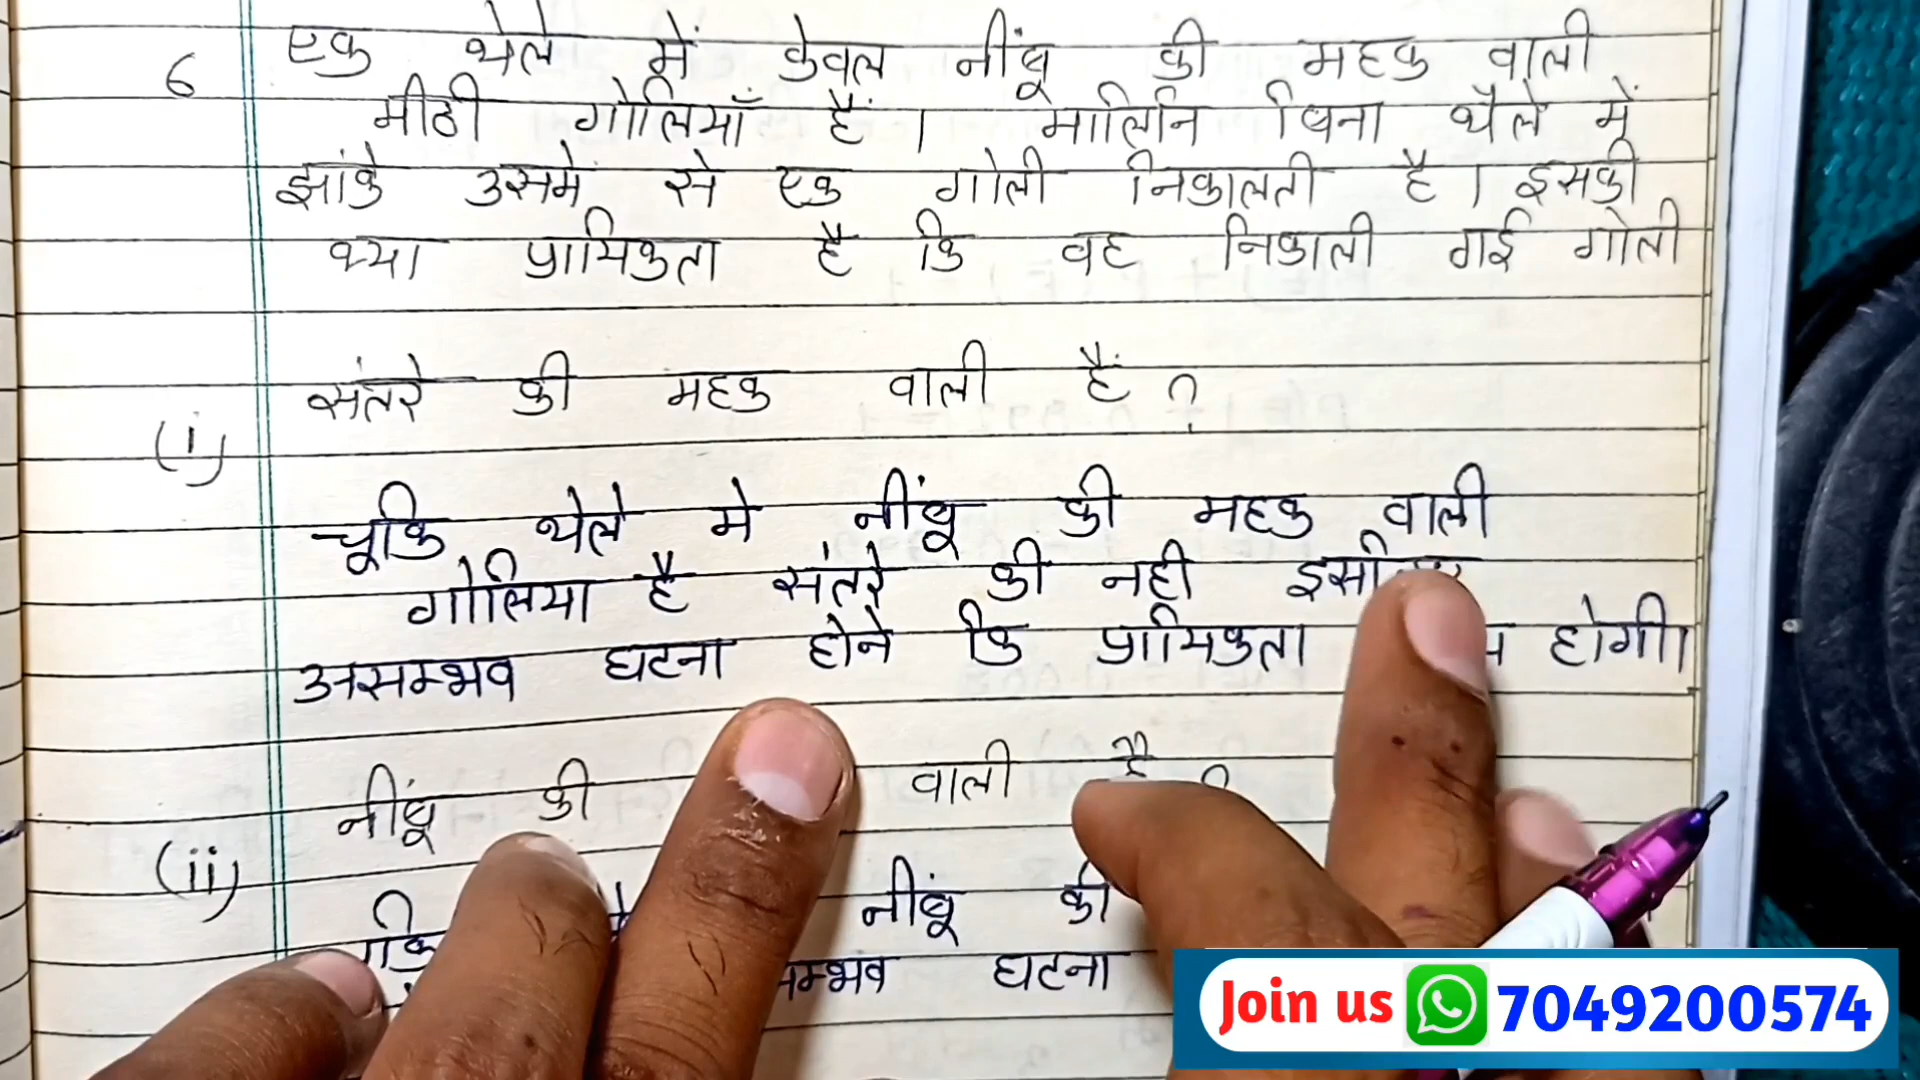 6 एक थेले में केवल नींबू की महक वाली
मीठी गोलियाँ हैं। मालिनि बिना थैले में
झांके उसमें से एक गोली निकालती है। इसकी
क्या प्रायिकता है कि वह निकाली गई गोली
संतरे की महक वाली हैं ?
(i)
चूकि थेले मे नींबू की महक वाली
गोलिया है संतरे की नही
असम्भव घटना होने कि प्रायिकता होगी।
नींबू की वाली है
(ii)
नींबू की
घटना
Join us 7049200574